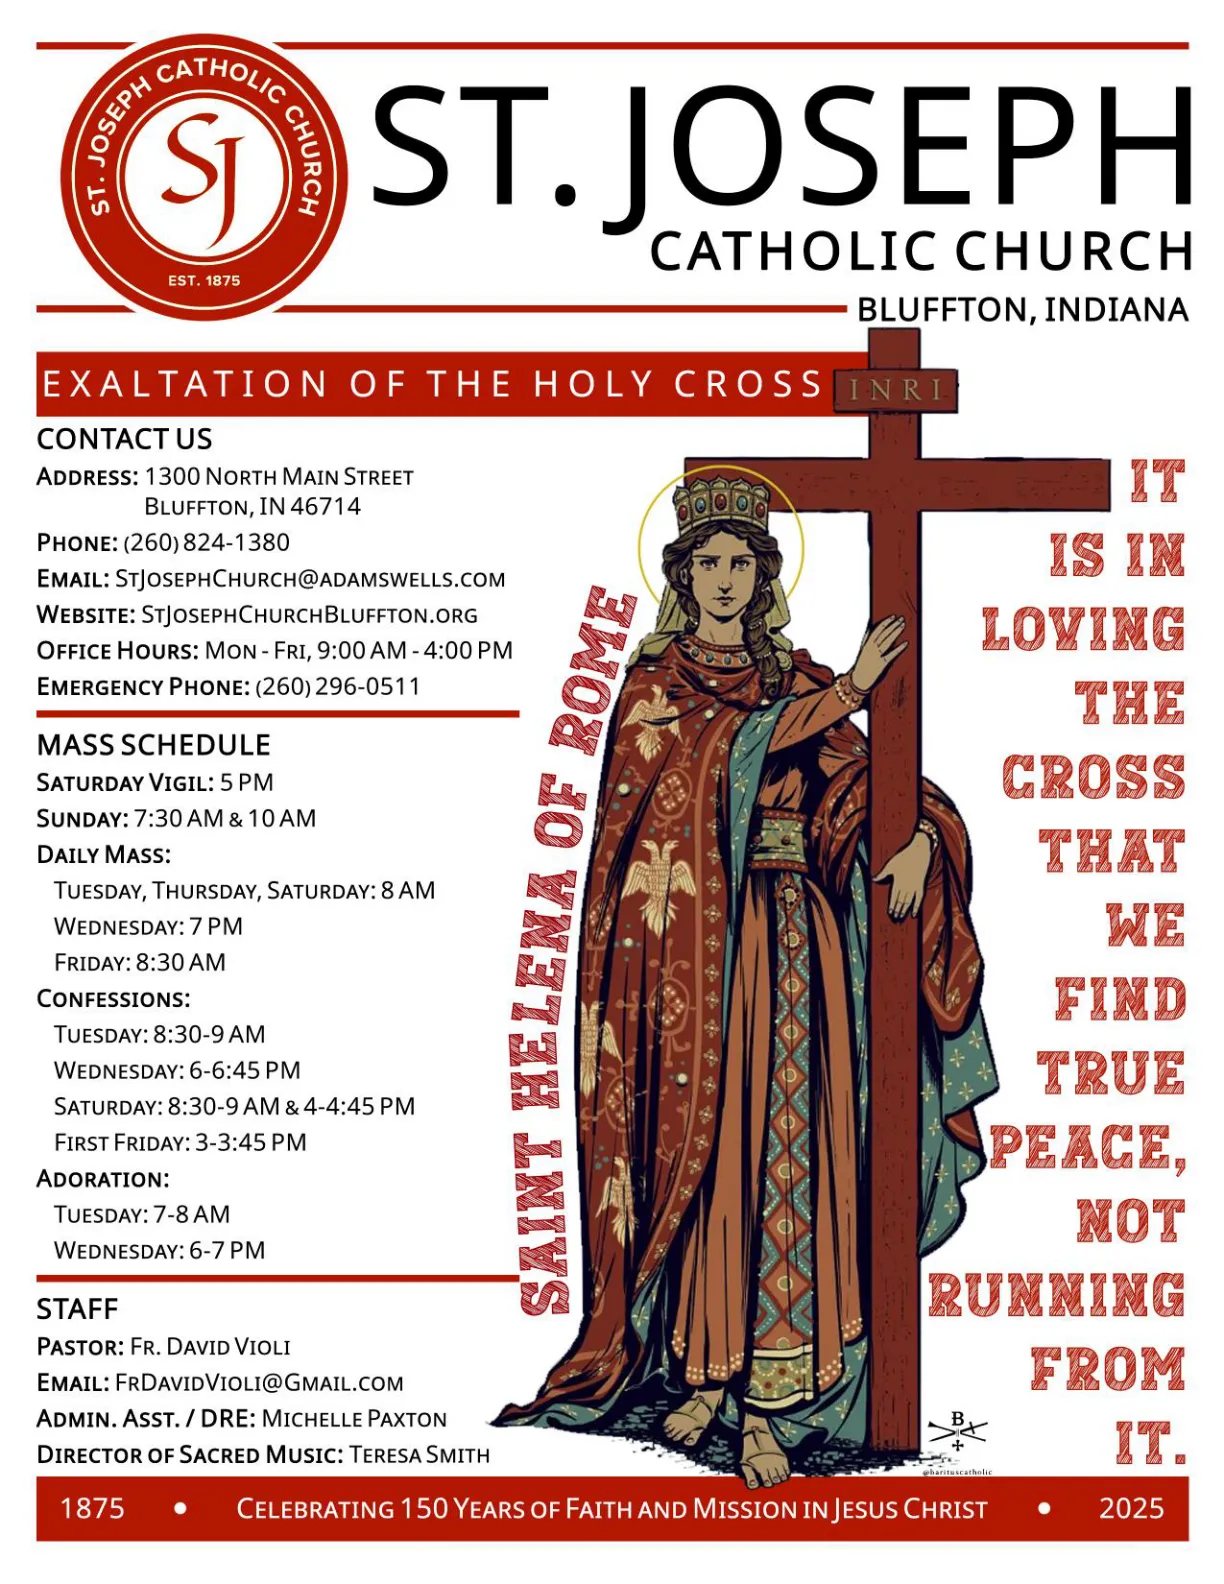 ST. JOSEPH CATHOLIC CHURCH
SJ
EST. 1875
ST. JOSEPH
CATHOLIC CHURCH
BLUFFTON, INDIANA
EXALTATION OF THE HOLY CROSS
INRI
CONTACT US
ADDRESS: 1300 NORTH MAIN STREET
BLUFFTON, IN 46714
PHONE: (260) 824-1380
EMAIL: STJOSEPHCHURCH@ADAMSWELLS.COM
WEBSITE: STJOSEPHCHURCHBLUFFTON.ORG
OFFICE HOURS: MON - FRI, 9:00 AM - 4:00 PM
EMERGENCY PHONE: (260) 296-0511
MASS SCHEDULE
SATURDAY VIGIL: 5 PM
SUNDAY: 7:30 AM & 10 AM
DAILY MASS:
TUESDAY, THURSDAY, SATURDAY: 8 AM
WEDNESDAY: 7 PM
FRIDAY: 8:30 AM
CONFESSIONS:
TUESDAY: 8:30-9 AM
WEDNESDAY: 6-6:45 PM
SATURDAY: 8:30-9 AM & 4-4:45 PM
FIRST FRIDAY: 3-3:45 PM
ADORATION:
TUESDAY: 7-8 AM
WEDNESDAY: 6-7 PM
STAFF
PASTOR: FR. DAVID VIOLI
EMAIL: FRDAVIDVIOLI@GMAIL.COM
ADMIN. ASST. / DRE: MICHELLE PAXTON
DIRECTOR OF SACRED MUSIC: TERESA SMITH
SAINT HELENA OF ROME
IT
IS IN
LOVING
THE
CROSS
THAT
WE
FIND
TRUE
PEACE,
NOT
RUNNING
FROM
IT.
B
@barituscatholic
1875 • CELEBRATING 150 YEARS OF FAITH AND MISSION IN JESUS CHRIST • 2025